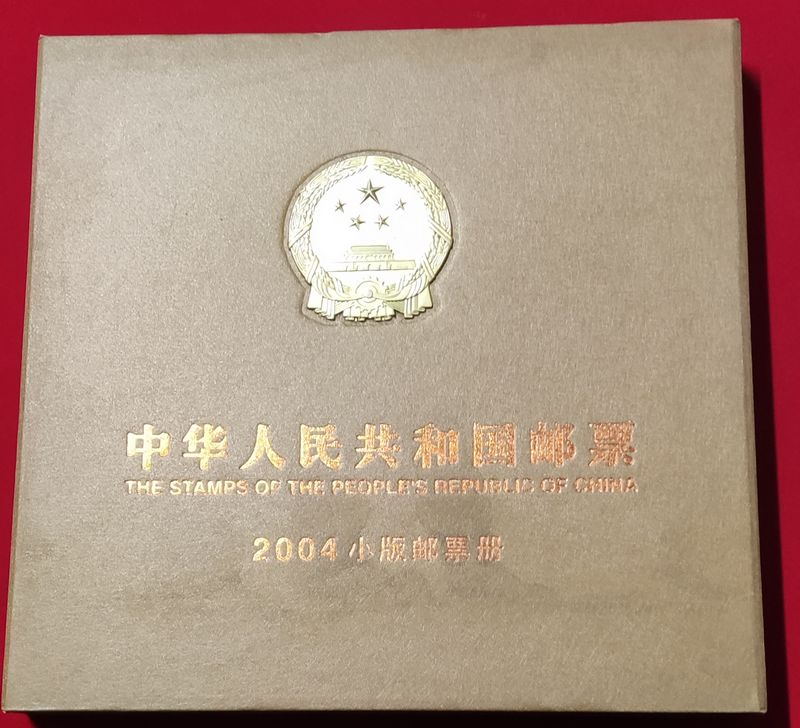 中华人民共和国邮票
THE STAMPS OF THE PEOPLE'S REPUBLIC OF CHINA
2004小版邮票册